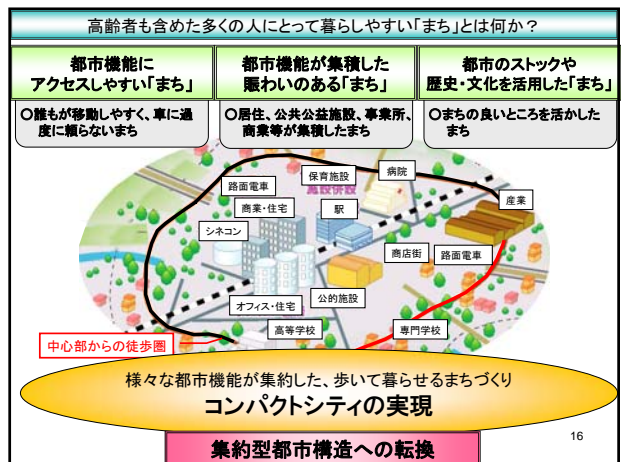 高齢者も含めた多くの人にとって暮らしやすい「まち」とは何か？
都市機能に
アクセスしやすい「まち」
都市機能が集積した
賑わいのある「まち」
都市のストックや
歴史・文化を活用した「まち」
○誰もが移動しやすく、車に過
度に頼らないまち
○居住、公共公益施設、事業所、
商業等が集積したまち
○まちの良いところを活かした
まち
保育施設
病院
路面電車
施設併設
産業
商業・住宅
駅
シネコン
商店街
路面電車
オフィス・住宅
公的施設
高等学校
専門学校
中心部からの徒歩圏
様々な都市機能が集約した、歩いて暮らせるまちづくり
コンパクトシティの実現
集約型都市構造への転換
16